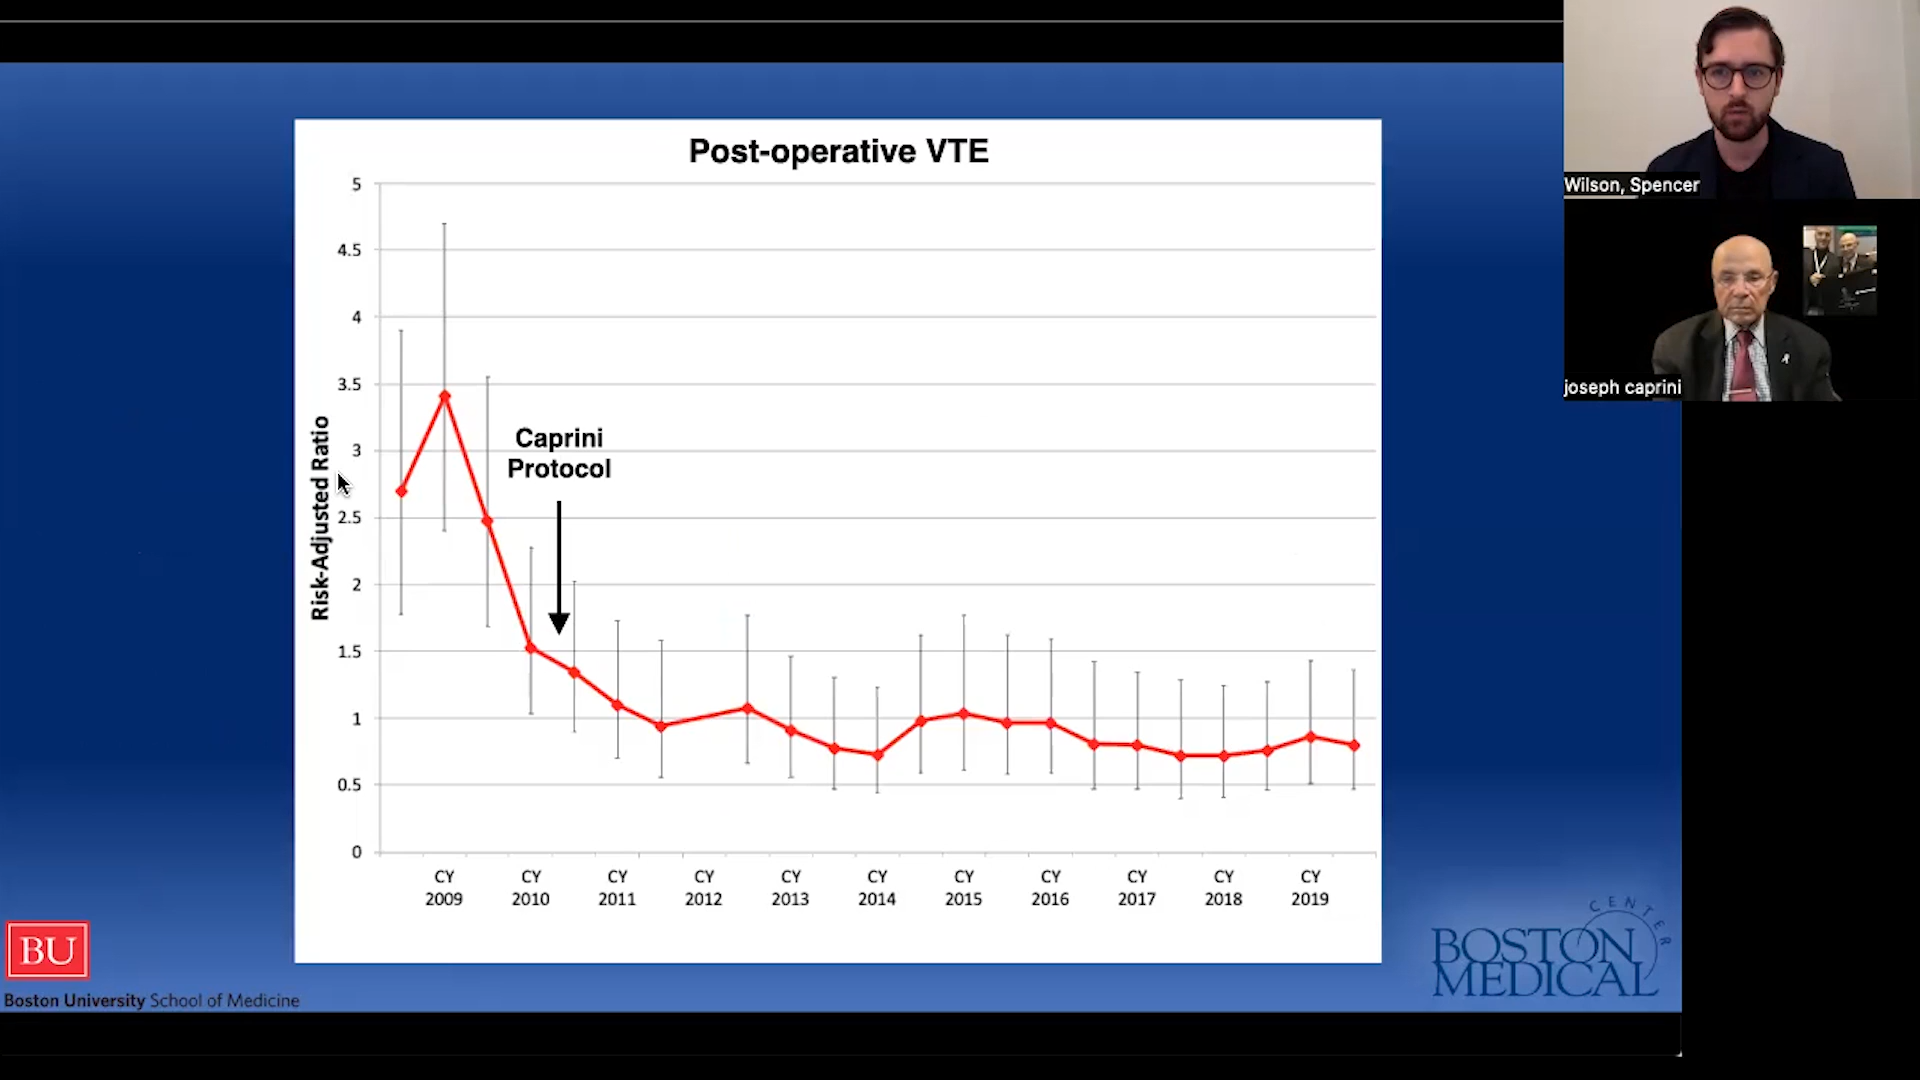 Post-operative VTE
5
4.5
4
3.5
3
2.5
2
1.5
1
0.5
0
Risk-Adjusted Ratio
Caprini
Protocol
CY
2009
CY
2010
CY
2011
CY
2012
CY
2013
CY
2014
CY
2015
CY
2016
CY
2017
CY
2018
CY
2019
BU
Boston University School of Medicine
BOSTON
MEDICAL
CENTER
Wilson, Spencer
joseph caprini